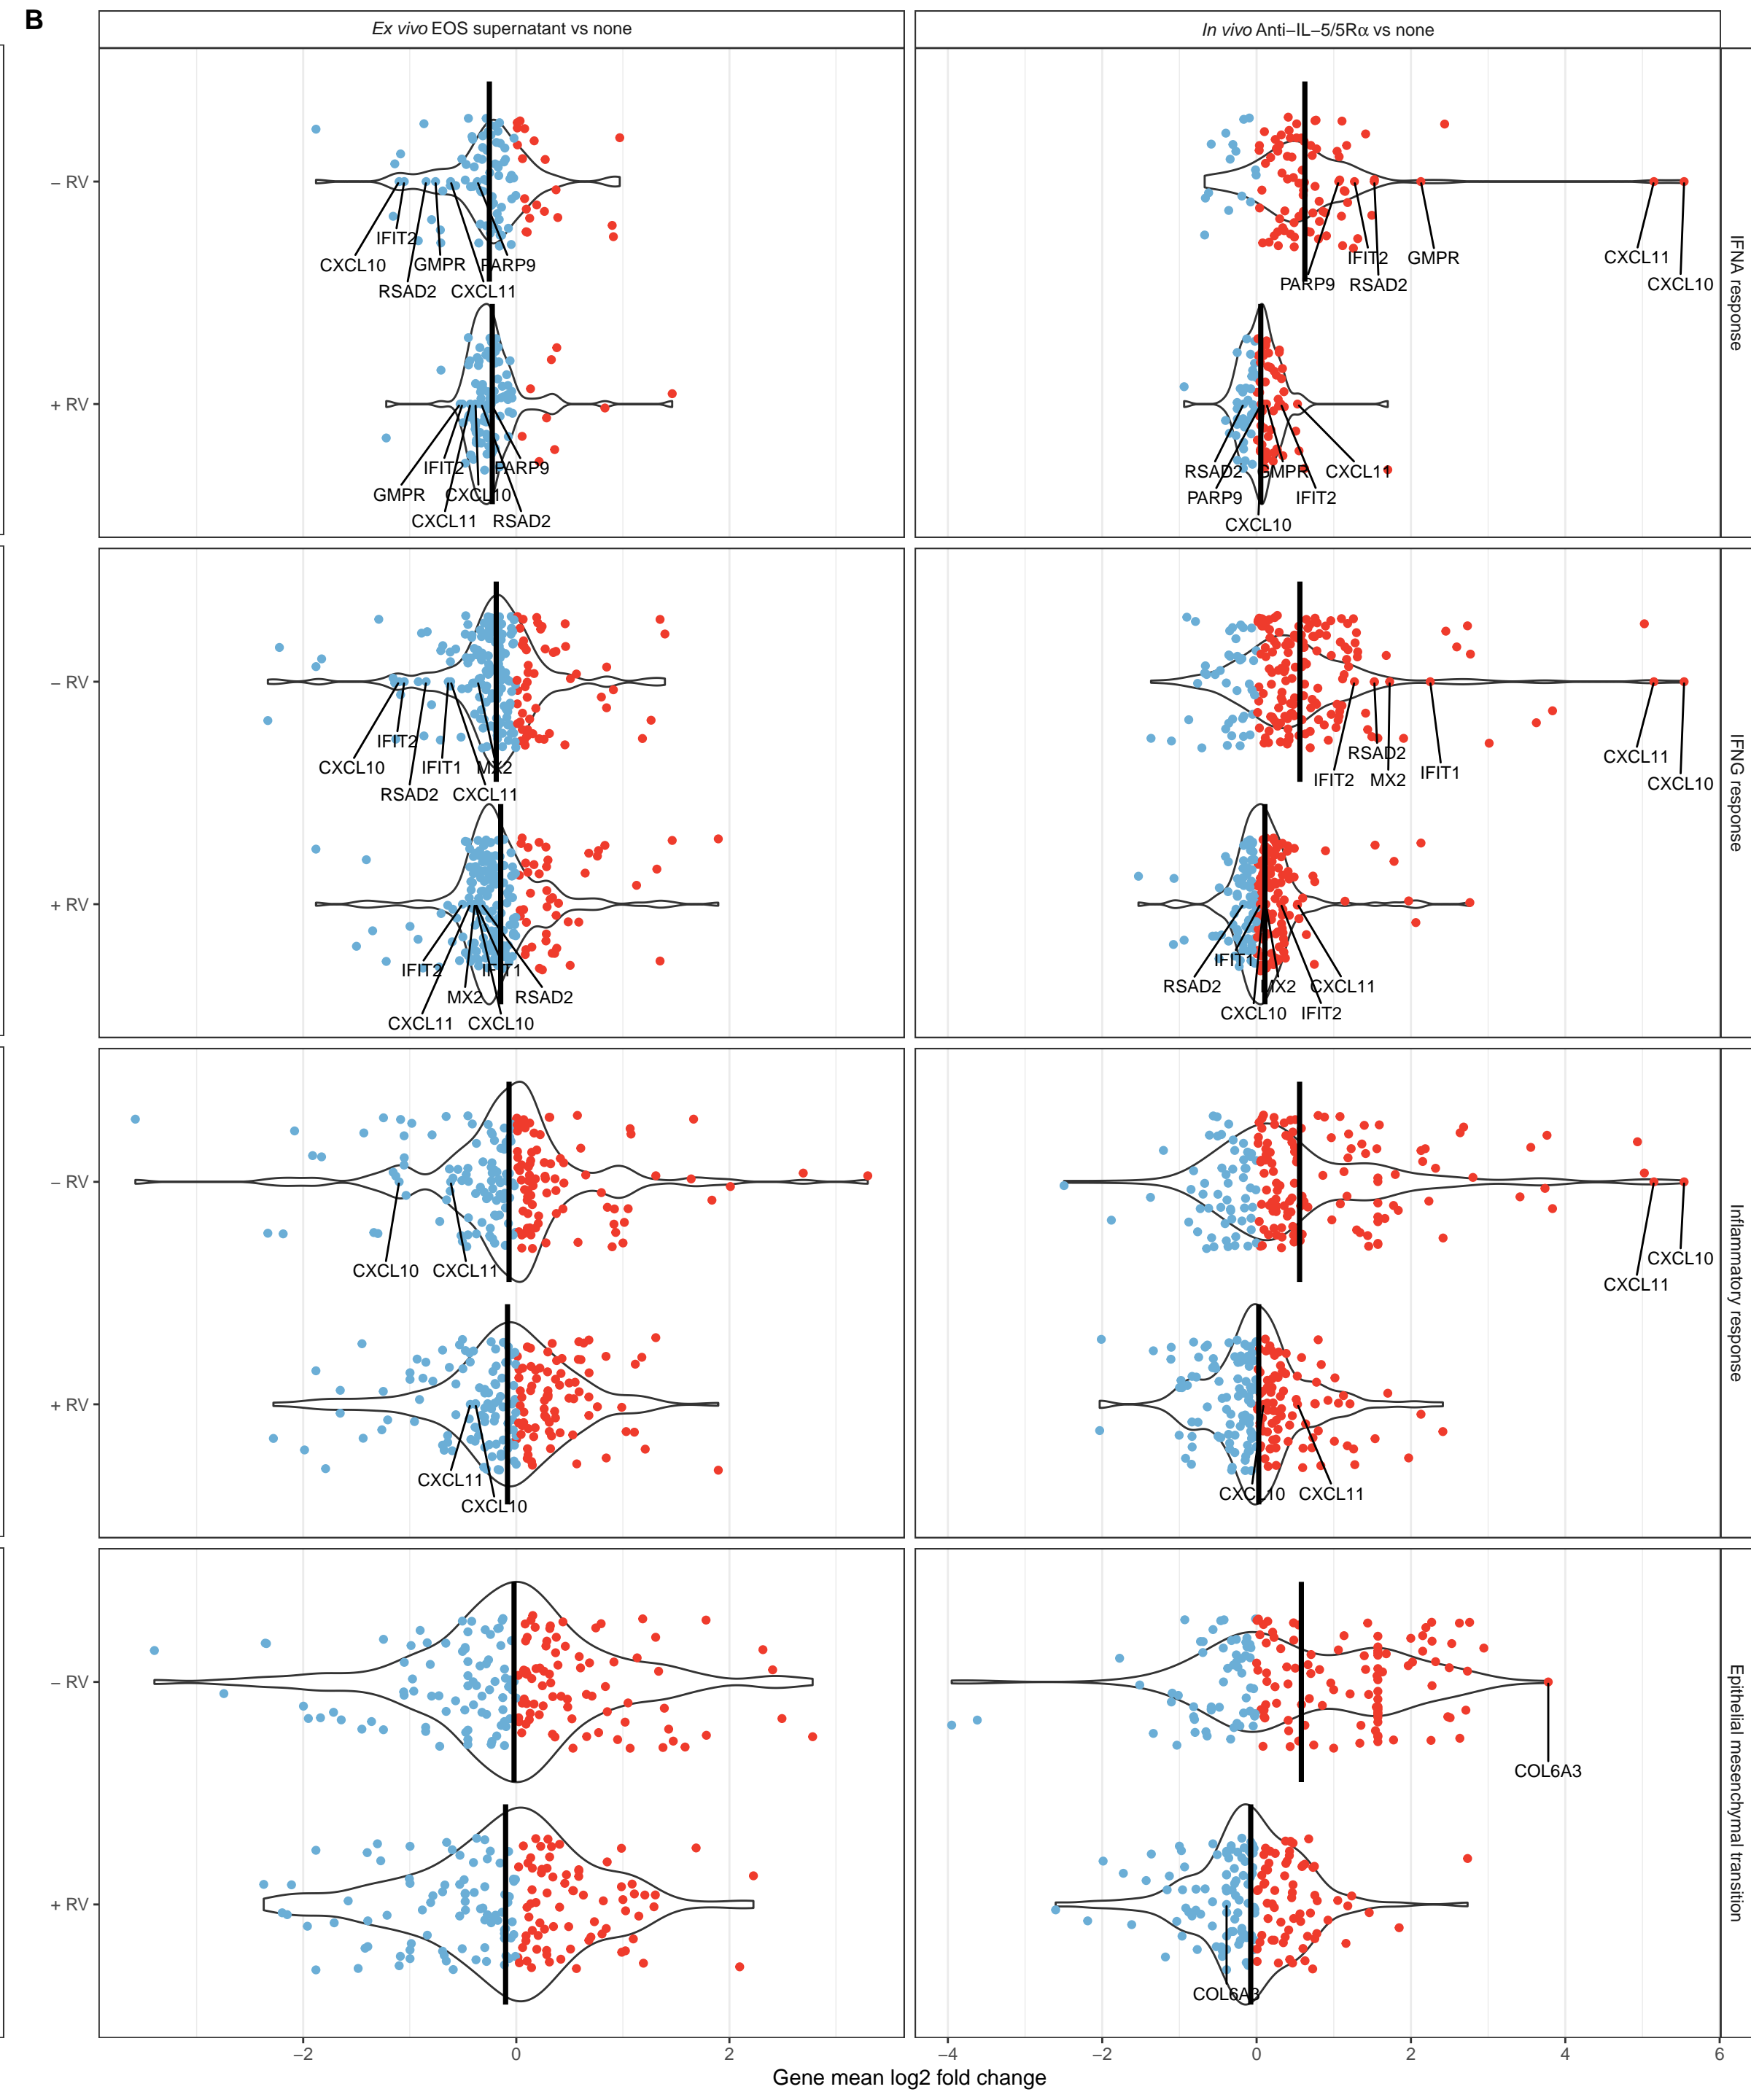 B
Ex vivo EOS supernatant vs none
In vivo Anti−IL−5/5Rα vs none
− RV
IFIT2
CXCL10
GMPR
PARP9
RSAD2
CXCL11
IFIT2
GMPR
CXCL11
PARP9
RSAD2
CXCL10
IFNA response
+ RV
IFIT2
PARP9
GMPR
CXCL10
CXCL11
RSAD2
RSAD2
GMPR
CXCL11
PARP9
IFIT2
CXCL10
− RV
IFIT2
CXCL10
IFIT1
MX2
RSAD2
CXCL11
RSAD2
CXCL11
IFIT2
MX2
IFIT1
CXCL10
IFNG response
+ RV
IFIT2
IFIT1
MX2
RSAD2
CXCL11
CXCL10
IFIT1
RSAD2
MX2
CXCL11
CXCL10
IFIT2
− RV
CXCL10
CXCL11
CXCL10
CXCL11
Inflammatory response
+ RV
CXCL11
CXCL10
CXCL10
CXCL11
− RV
COL6A3
Epithelial mesenchymal transition
+ RV
COL6A3
−2
0
2
−4
−2
0
2
4
6
Gene mean log2 fold change